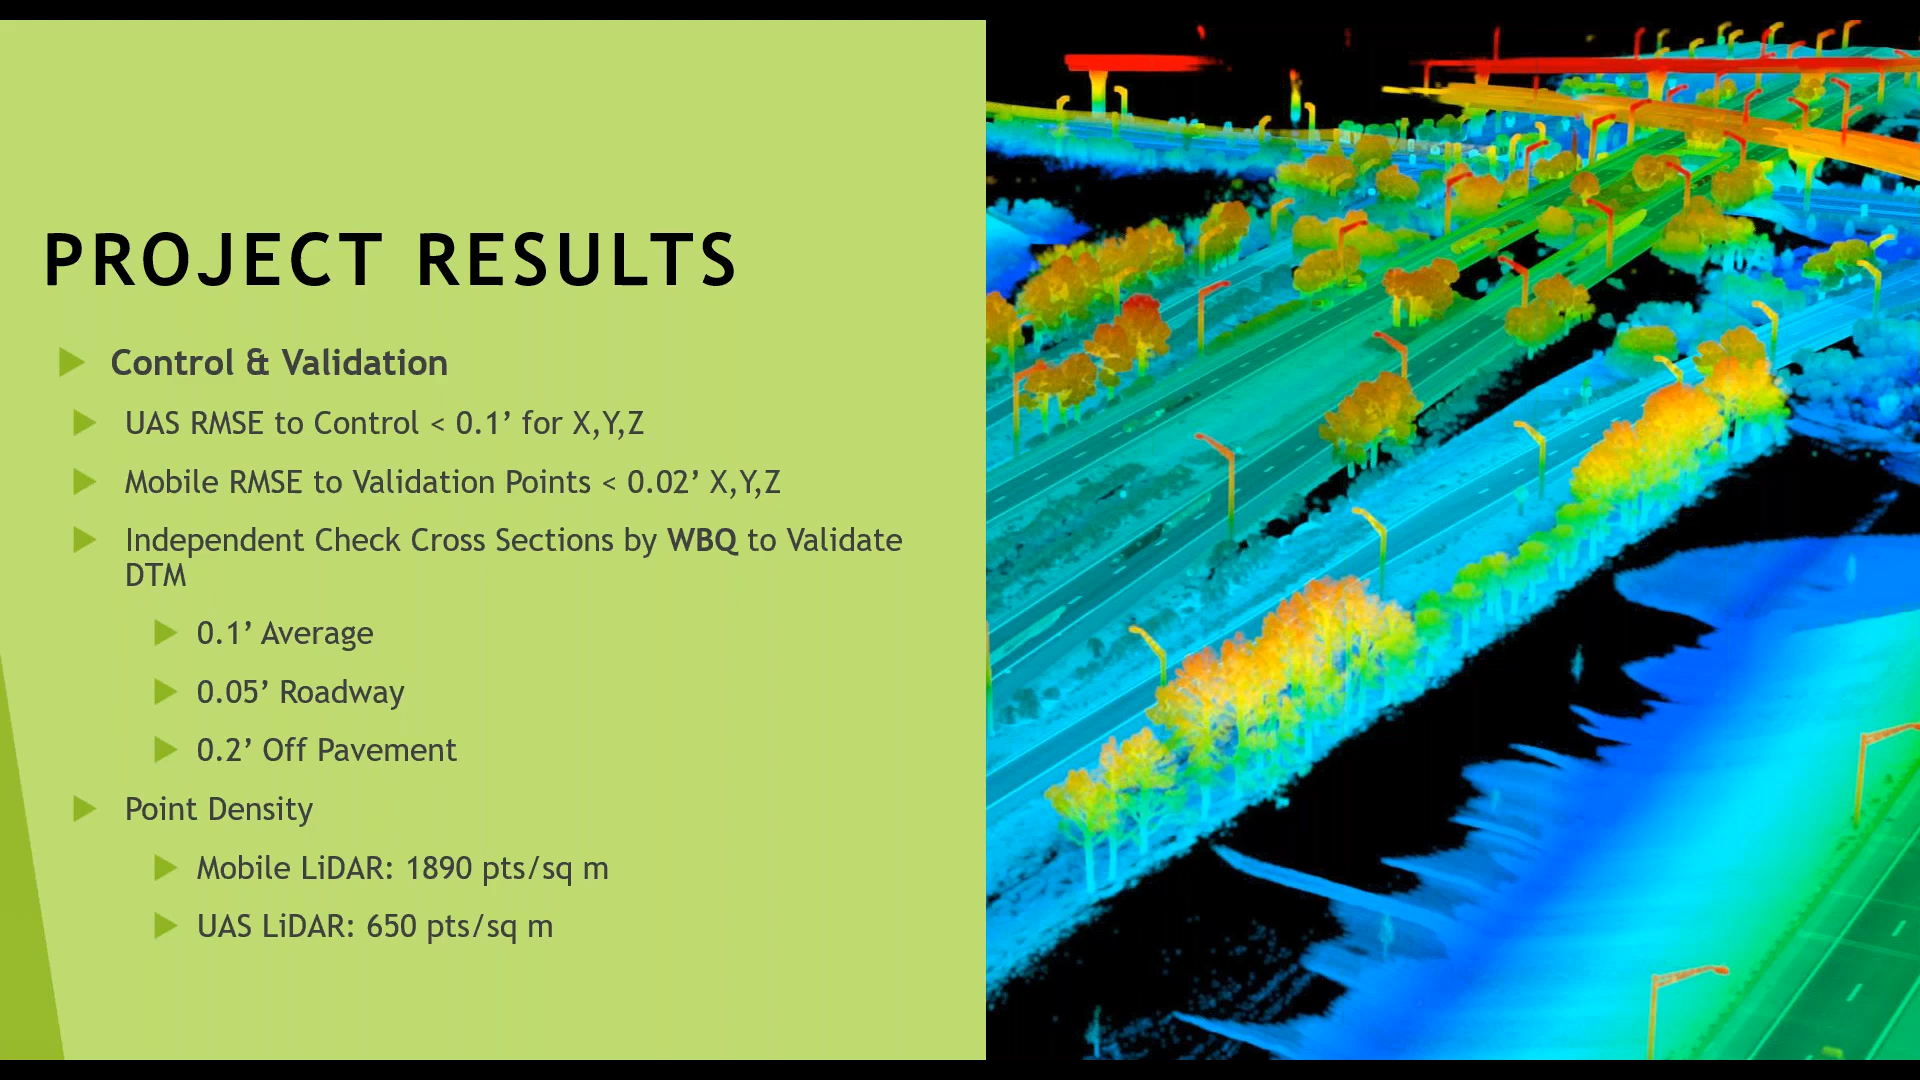 PROJECT RESULTS
Control & Validation
UAS RMSE to Control < 0.1’ for X,Y,Z
Mobile RMSE to Validation Points < 0.02’ X,Y,Z
Independent Check Cross Sections by WBQ to Validate
DTM
0.1’ Average
0.05’ Roadway
0.2’ Off Pavement
Point Density
Mobile LiDAR: 1890 pts/sq m
UAS LiDAR: 650 pts/sq m